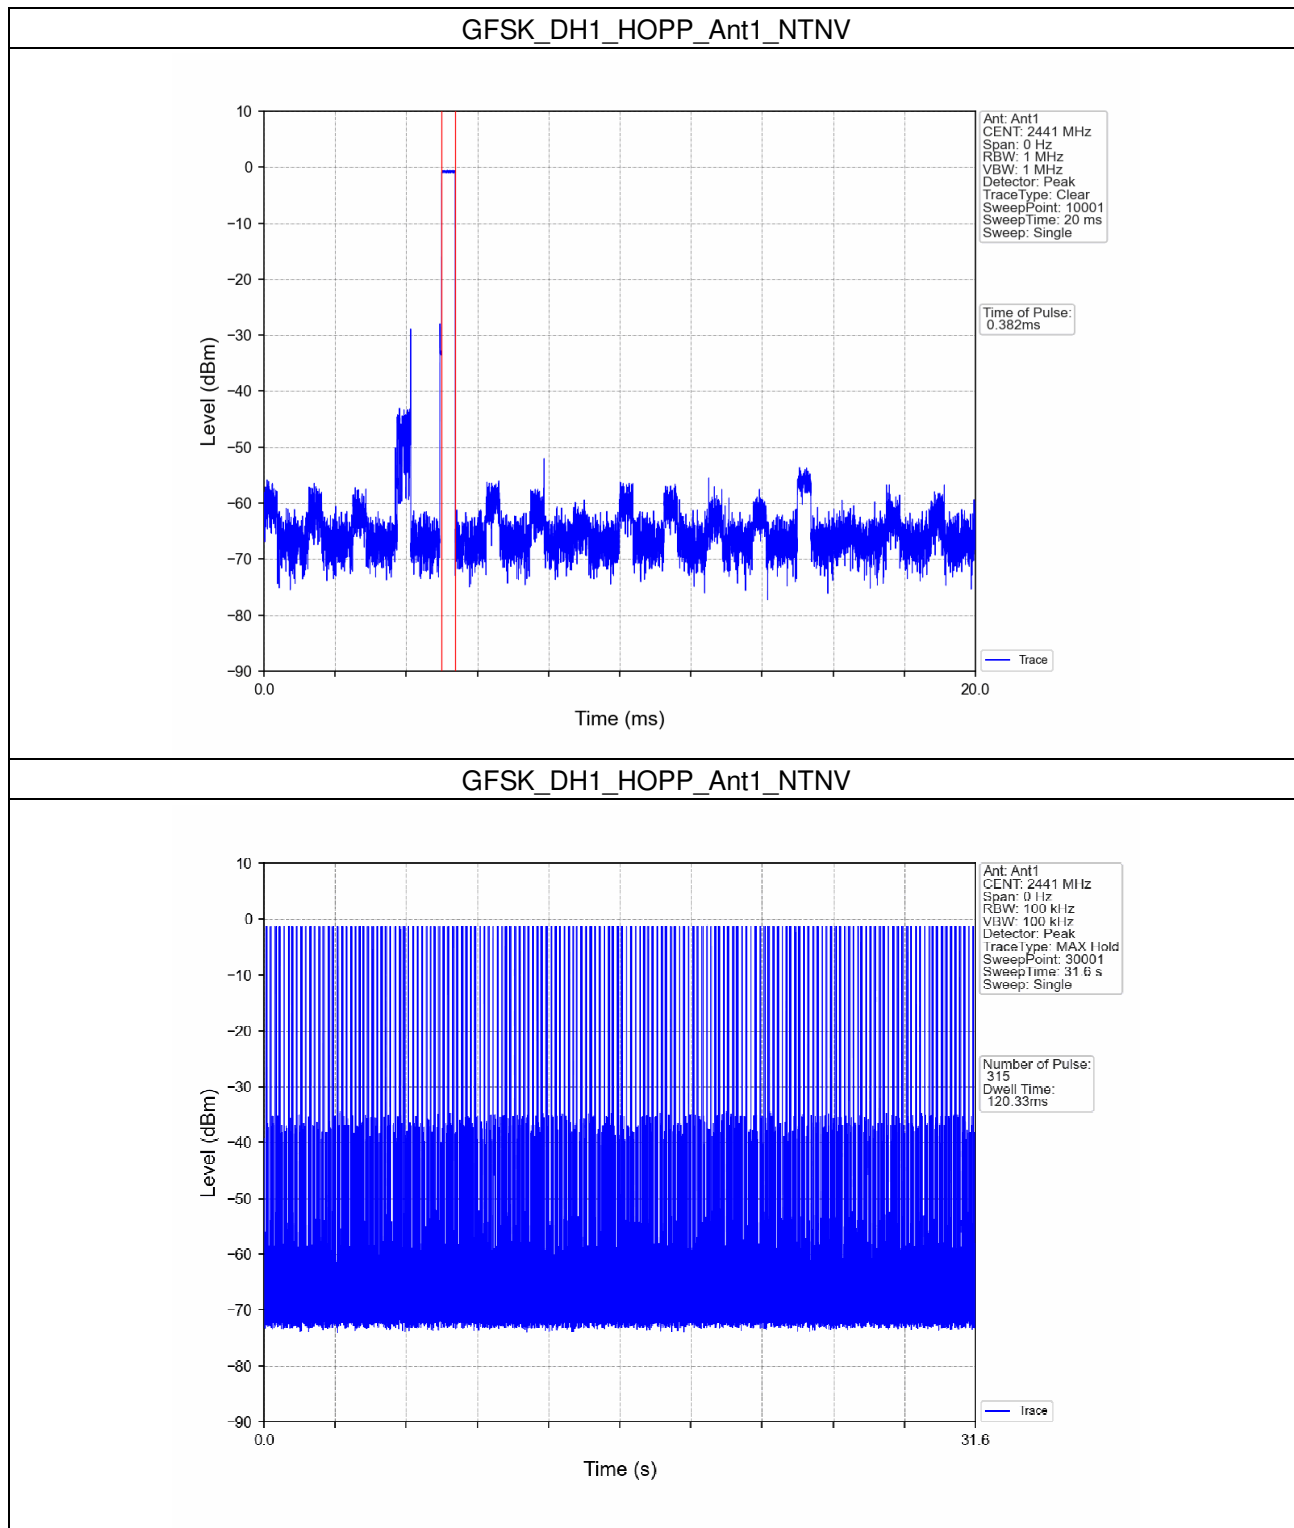 GFSK_DH1_HOPP_Ant1_NTNV
10
0
−10
−20
−30
−40
−50
−60
−70
−80
−90
Level (dBm)
0.0
20.0
Time (ms)
Ant: Ant1
CENT: 2441 MHz
Span: 0 Hz
RBW: 1 MHz
VBW: 1 MHz
Detector: Peak
TraceType: Clear
SweepPoint: 10001
SweepTime: 20 ms
Sweep: Single
Time of Pulse:
0.382ms
Trace
GFSK_DH1_HOPP_Ant1_NTNV
10
0
−10
−20
−30
−40
−50
−60
−70
−80
−90
Level (dBm)
0.0
31.6
Time (s)
Ant: Ant1
CENT: 2441 MHz
Span: 0 Hz
RBW: 100 kHz
VBW: 100 kHz
Detector: Peak
TraceType: MAX Hold
SweepPoint: 30001
SweepTime: 31.6 s
Sweep: Single
Number of Pulse:
315
Dwell Time:
120.33ms
Trace